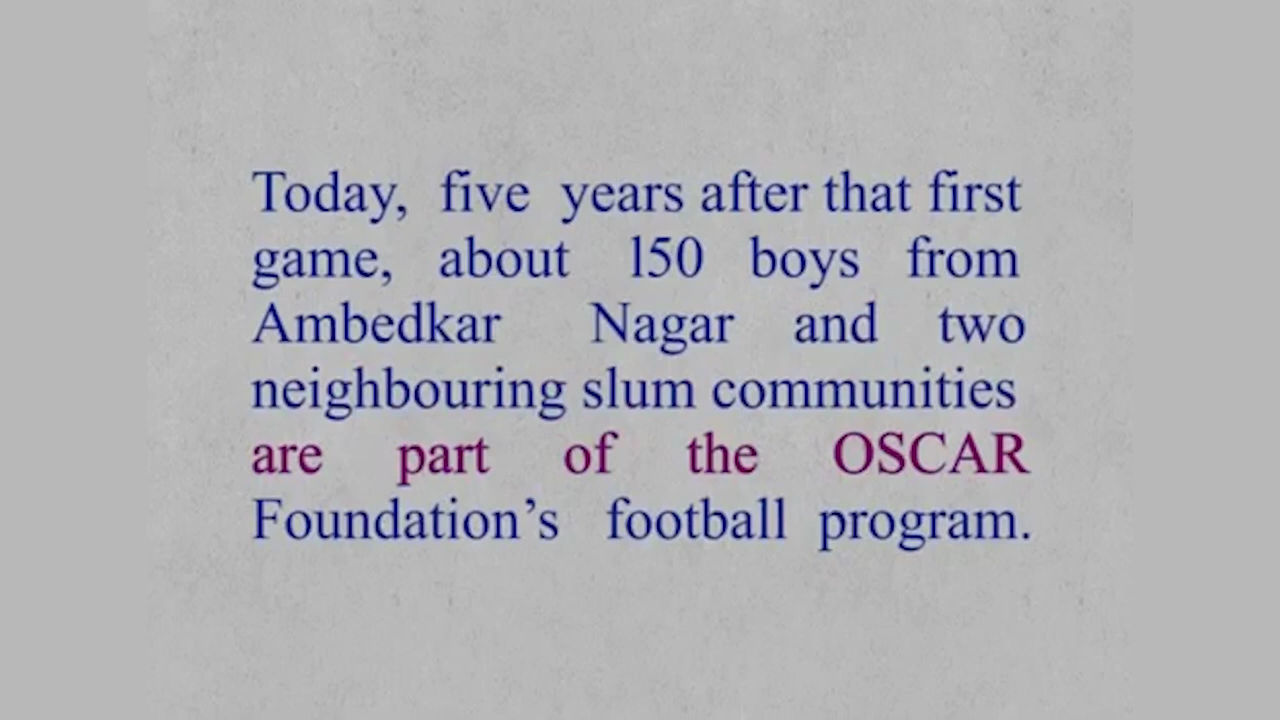 Today, five years after that first
game, about 150 boys from
Ambedkar Nagar and two
neighbouring slum communities
are part of the OSCAR
Foundation’s football program.